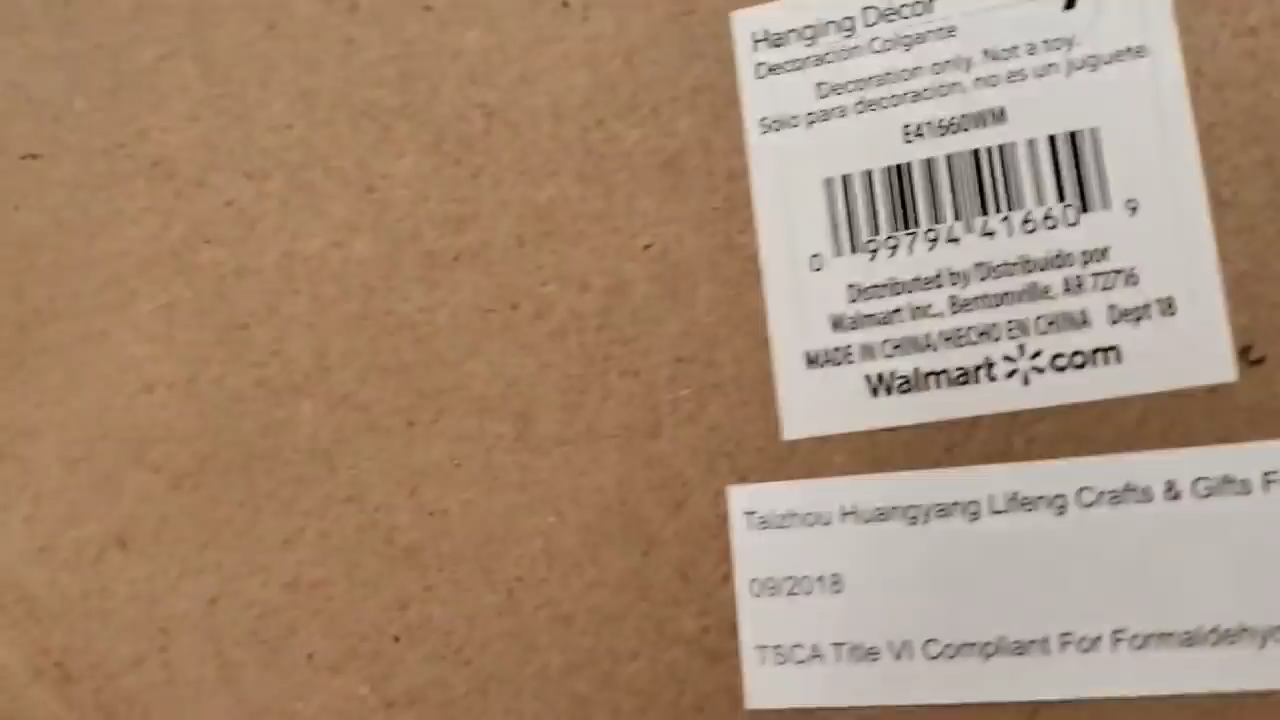 Hanging Decor
Decoración Colgante
Decoration only. Not a toy.
Solo para decoración, no es un juguete.
E41660WM
0 99794 41660 9
Distributed by/Distribuido por
Walmart Inc., Bentonville, AR 72716
MADE IN CHINA/HECHO EN CHINA Dept 18
Walmart com
Taizhou Huangyang Lifeng Crafts & Gifts F
09/2018
TSCA Title VI Compliant For Formaldehyd